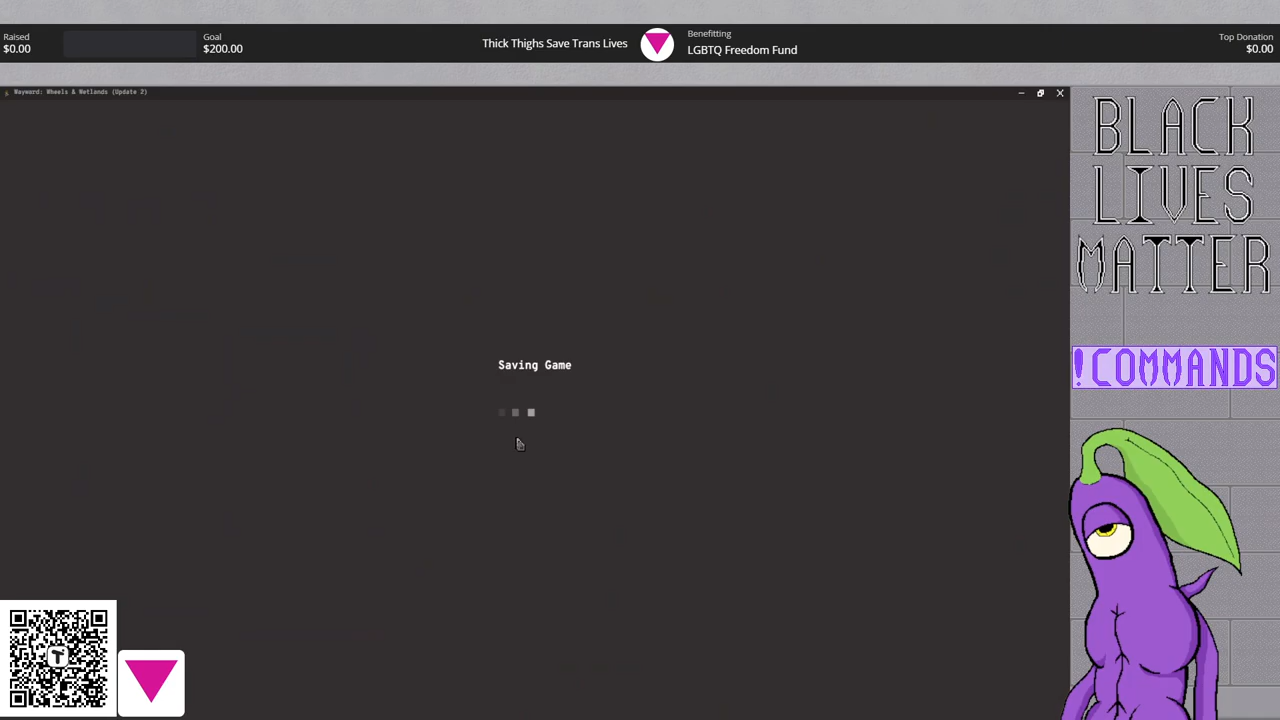 Raised
$0.00
Goal
$200.00
Thick Thighs Save Trans Lives
Benefitting
LGBTQ Freedom Fund
Top Donation
$0.00
Wayward: Wheels & Wetlands (Update 2)
BLACK
LIVES
MATTER
Saving Game
!COMMANDS
T